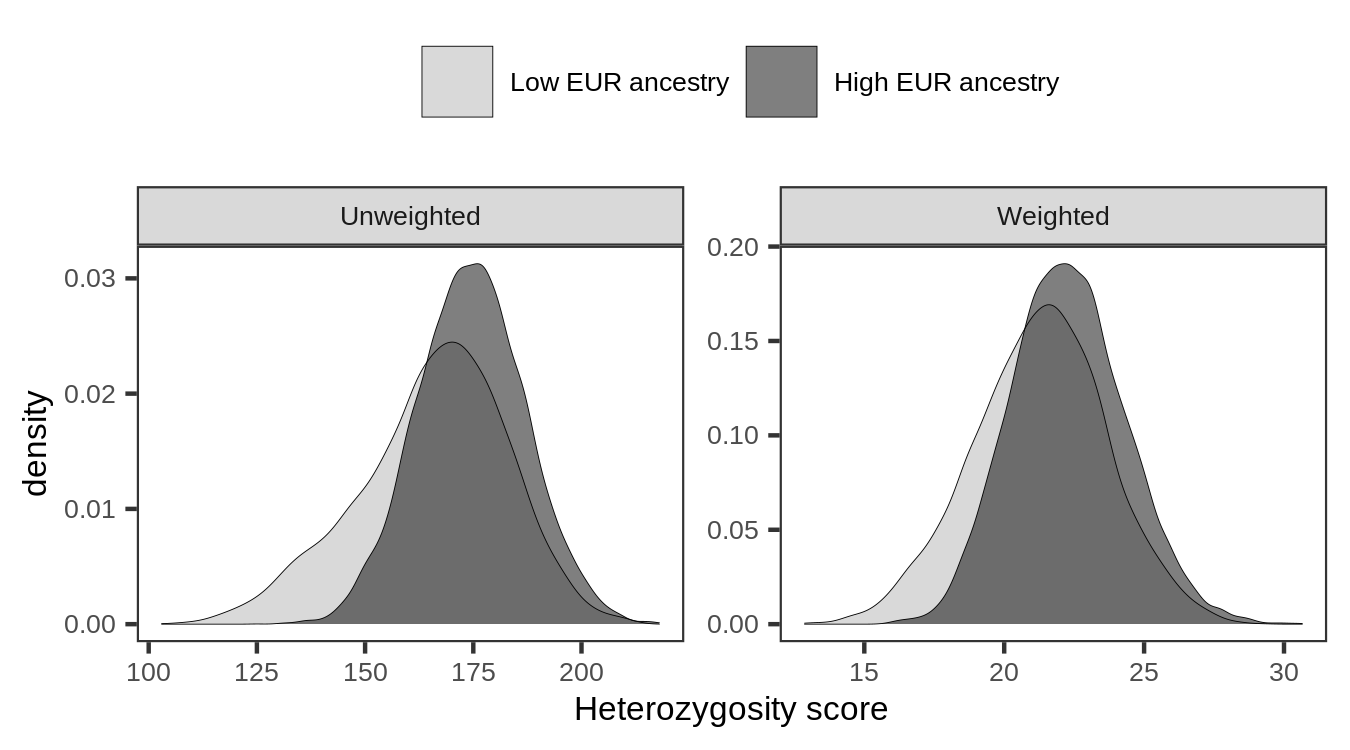 Low EUR ancestry High EUR ancestry
Unweighted Weighted
density
0.03
0.02
0.01
0.00
100 125 150 175 200
0.20
0.15
0.10
0.05
0.00
15 20 25 30
Heterozygosity score